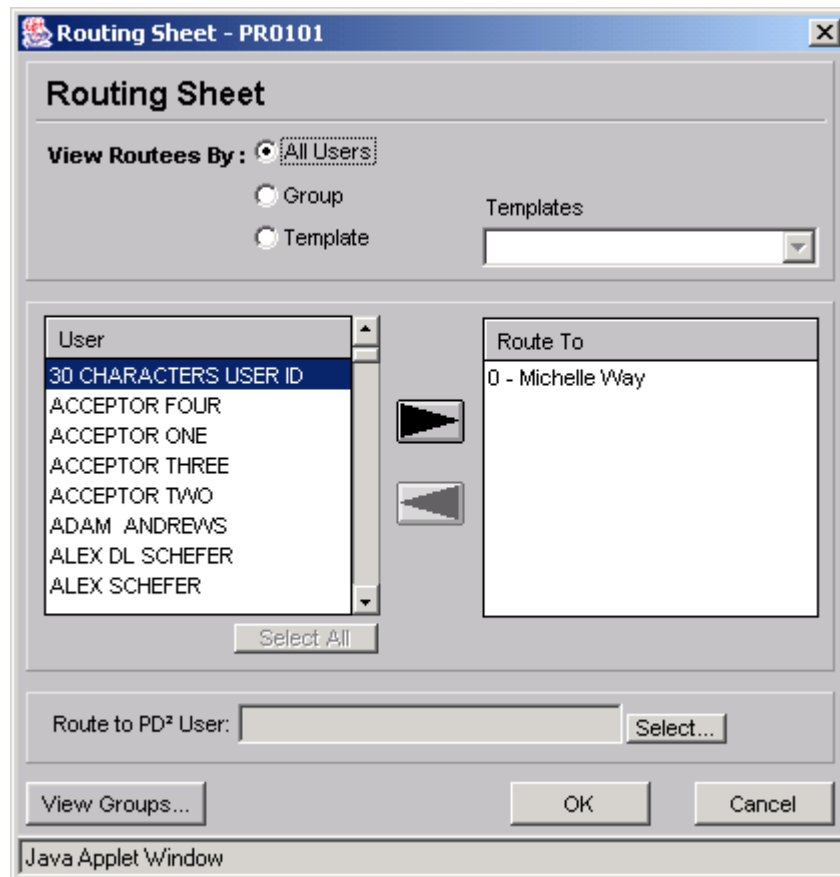 Routing Sheet - PR0101
Routing Sheet
View Routees By : All Users
Group
Template
Templates
User
30 CHARACTERS USER ID
ACCEPTOR FOUR
ACCEPTOR ONE
ACCEPTOR THREE
ACCEPTOR TWO
ADAM  ANDREWS
ALEX DL SCHEFER
ALEX SCHEFER
Select All
Route To
0 - Michelle Way
Route to PD² User:
Select...
View Groups...
OK
Cancel
Java Applet Window